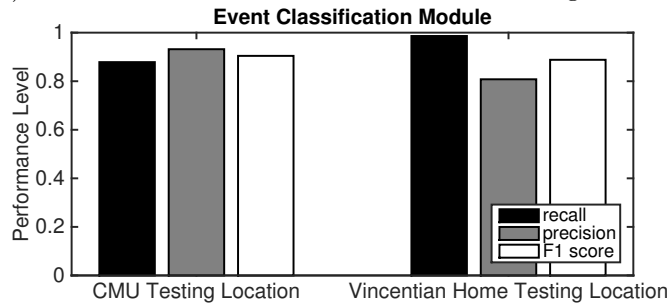 Event Classification Module
Performance Level
1
0.8
0.6
0.4
0.2
0
recall
precision
F1 score
CMU Testing Location
Vincentian Home Testing Location